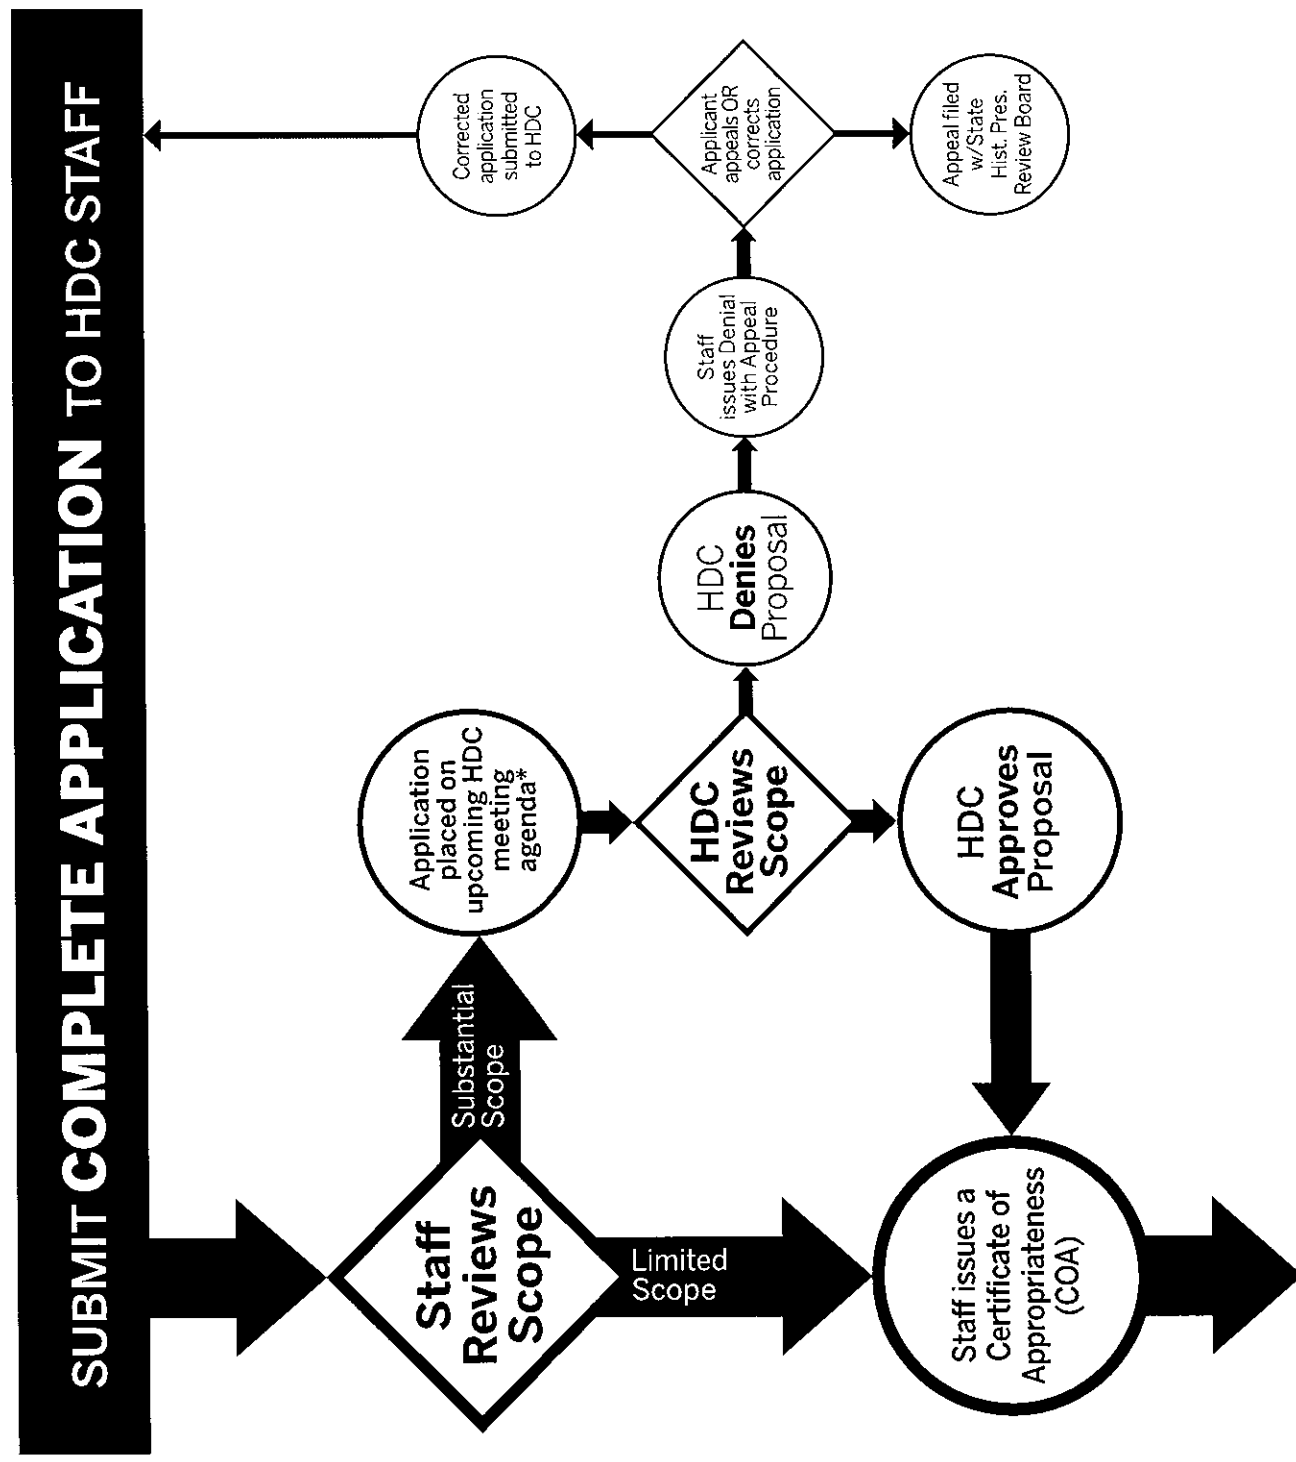 SUBMIT COMPLETE APPLICATION TO HDC STAFF
Staff
Reviews
Scope
Substantial
Scope
Application
placed on
upcoming HDC
meeting
agenda*
Limited
Scope
HDC
Reviews
Scope
HDC
Denies
Proposal
Staff
issues Denial
with Appeal
Procedure
Applicant
appeals OR
corrects
application
Corrected
application
submitted
to HDC
Appeal filed
w/State
Hist. Pres.
Review Board
HDC
Approves
Proposal
Staff issues a
Certificate of
Appropriateness
(COA)